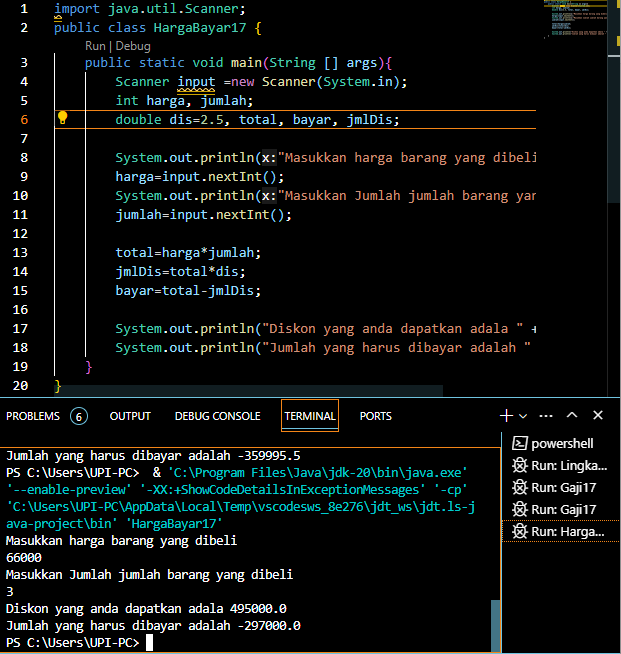 1 import java.util.Scanner;
2 public class HargaBayar17 {
Run | Debug
3 public static void main(String [] args){
4 Scanner input =new Scanner(System.in);
5 int harga, jumlah;
6 double dis=2.5, total, bayar, jmlDis;
7
8 System.out.println(x:"Masukkan harga barang yang dibeli
9 harga=input.nextInt();
10 System.out.println(x:"Masukkan Jumlah jumlah barang yan
11 jumlah=input.nextInt();
12
13 total=harga*jumlah;
14 jmlDis=total*dis;
15 bayar=total-jmlDis;
16
17 System.out.println("Diskon yang anda dapatkan adala " +
18 System.out.println("Jumlah yang harus dibayar adalah "
19 }
20 }
PROBLEMS 6 OUTPUT DEBUG CONSOLE TERMINAL PORTS
Jumlah yang harus dibayar adalah -359995.5
PS C:\Users\UPI-PC> & 'C:\Program Files\Java\jdk-20\bin\java.exe'
'--enable-preview' '-XX:+ShowCodeDetailsInExceptionMessages' '-cp'
'C:\Users\UPI-PC\AppData\Local\Temp\vscodesws_8e276\jdt_ws\jdt.ls-j
ava-project\bin' 'HargaBayar17'
Masukkan harga barang yang dibeli
66000
Masukkan Jumlah jumlah barang yang dibeli
3
Diskon yang anda dapatkan adala 495000.0
Jumlah yang harus dibayar adalah -297000.0
PS C:\Users\UPI-PC>
powershell
Run: Lingka...
Run: Gaji17
Run: Gaji17
Run: Harga...